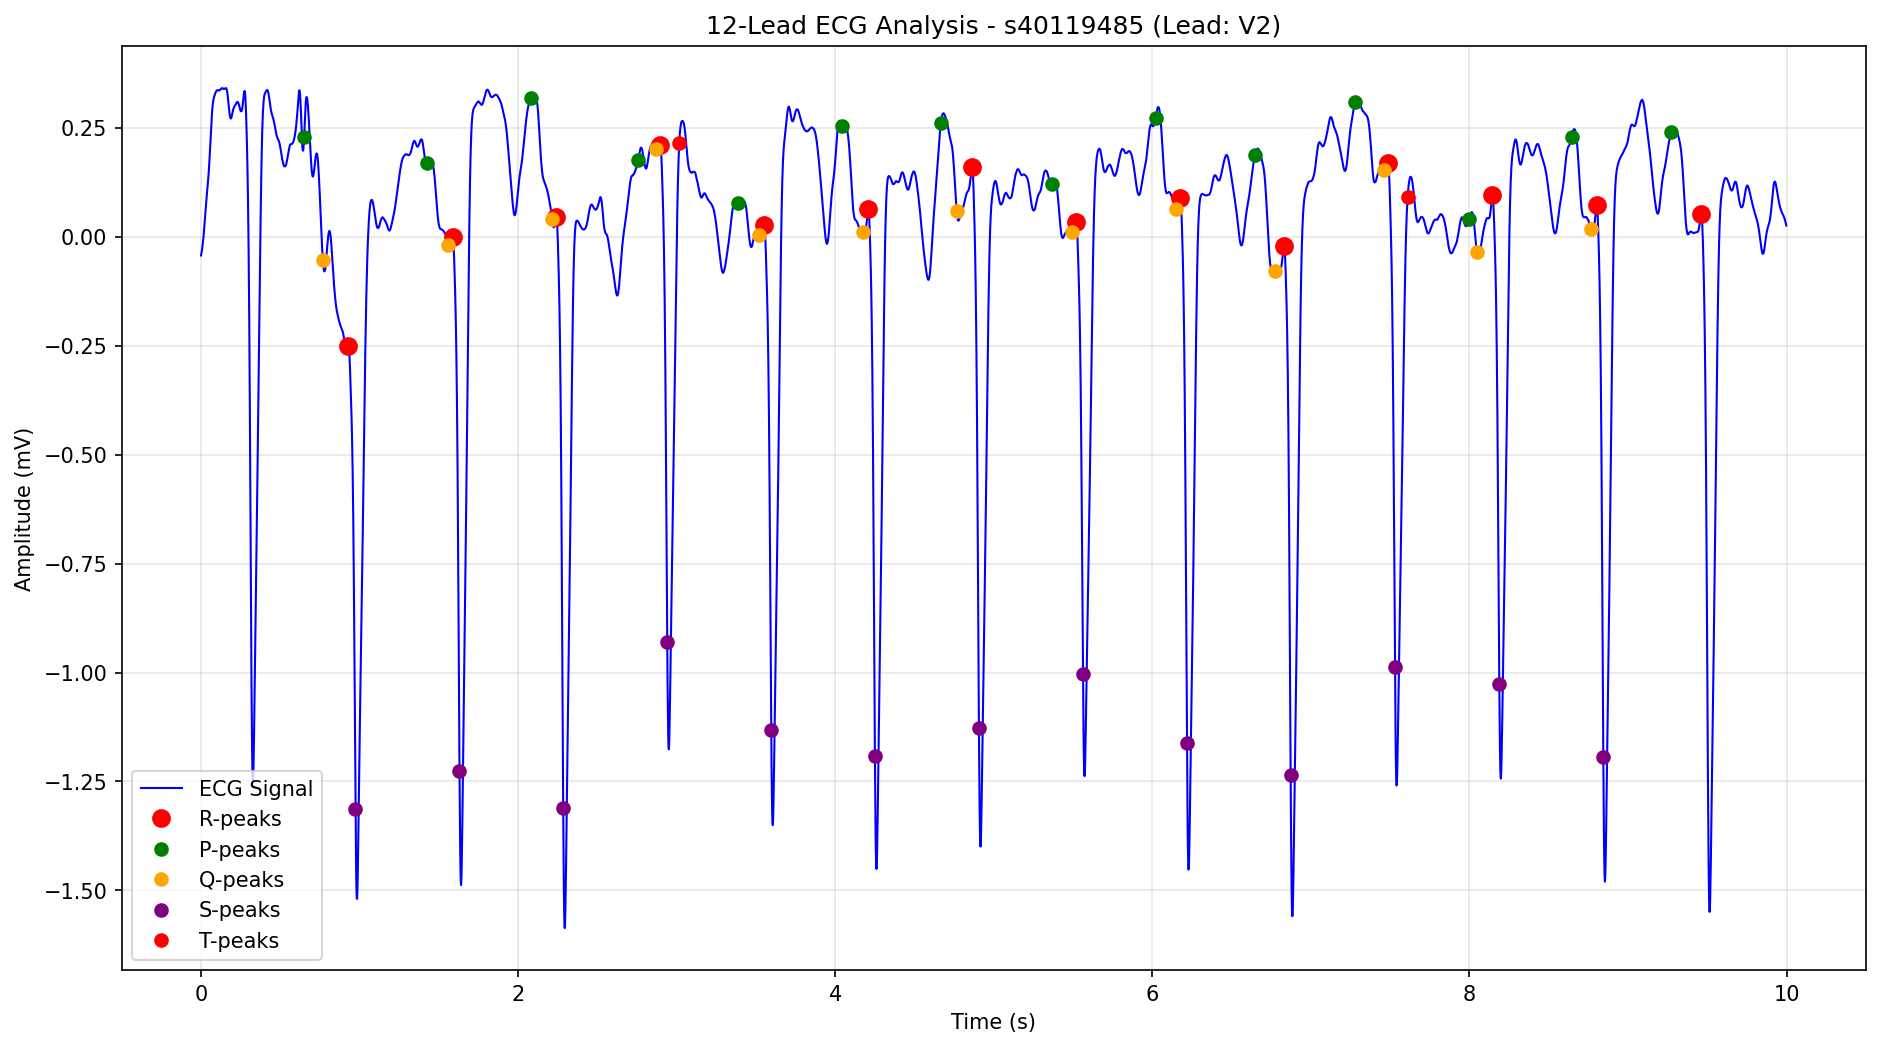 12-Lead ECG Analysis - s40119485 (Lead: V2)
Amplitude (mV)
0.25
0.00
−0.25
−0.50
−0.75
−1.00
−1.25
−1.50
ECG Signal
R-peaks
P-peaks
Q-peaks
S-peaks
T-peaks
0 2 4 6 8 10
Time (s)